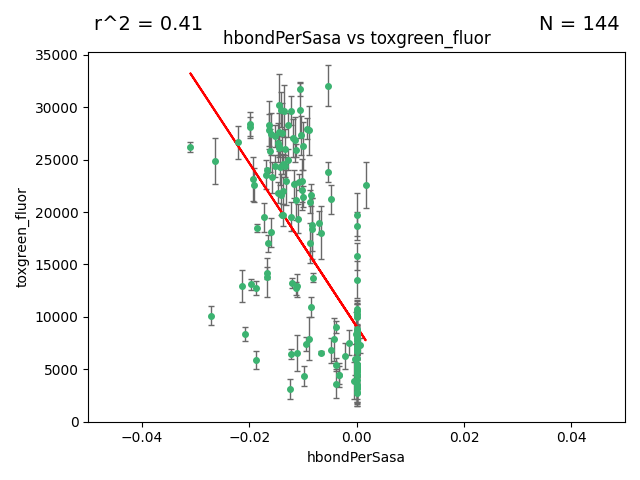 r^2 = 0.41
N = 144
hbondPerSasa vs toxgreen_fluor
35000
30000
25000
20000
15000
10000
5000
0
toxgreen_fluor
−0.04
−0.02
0.00
0.02
0.04
hbondPerSasa